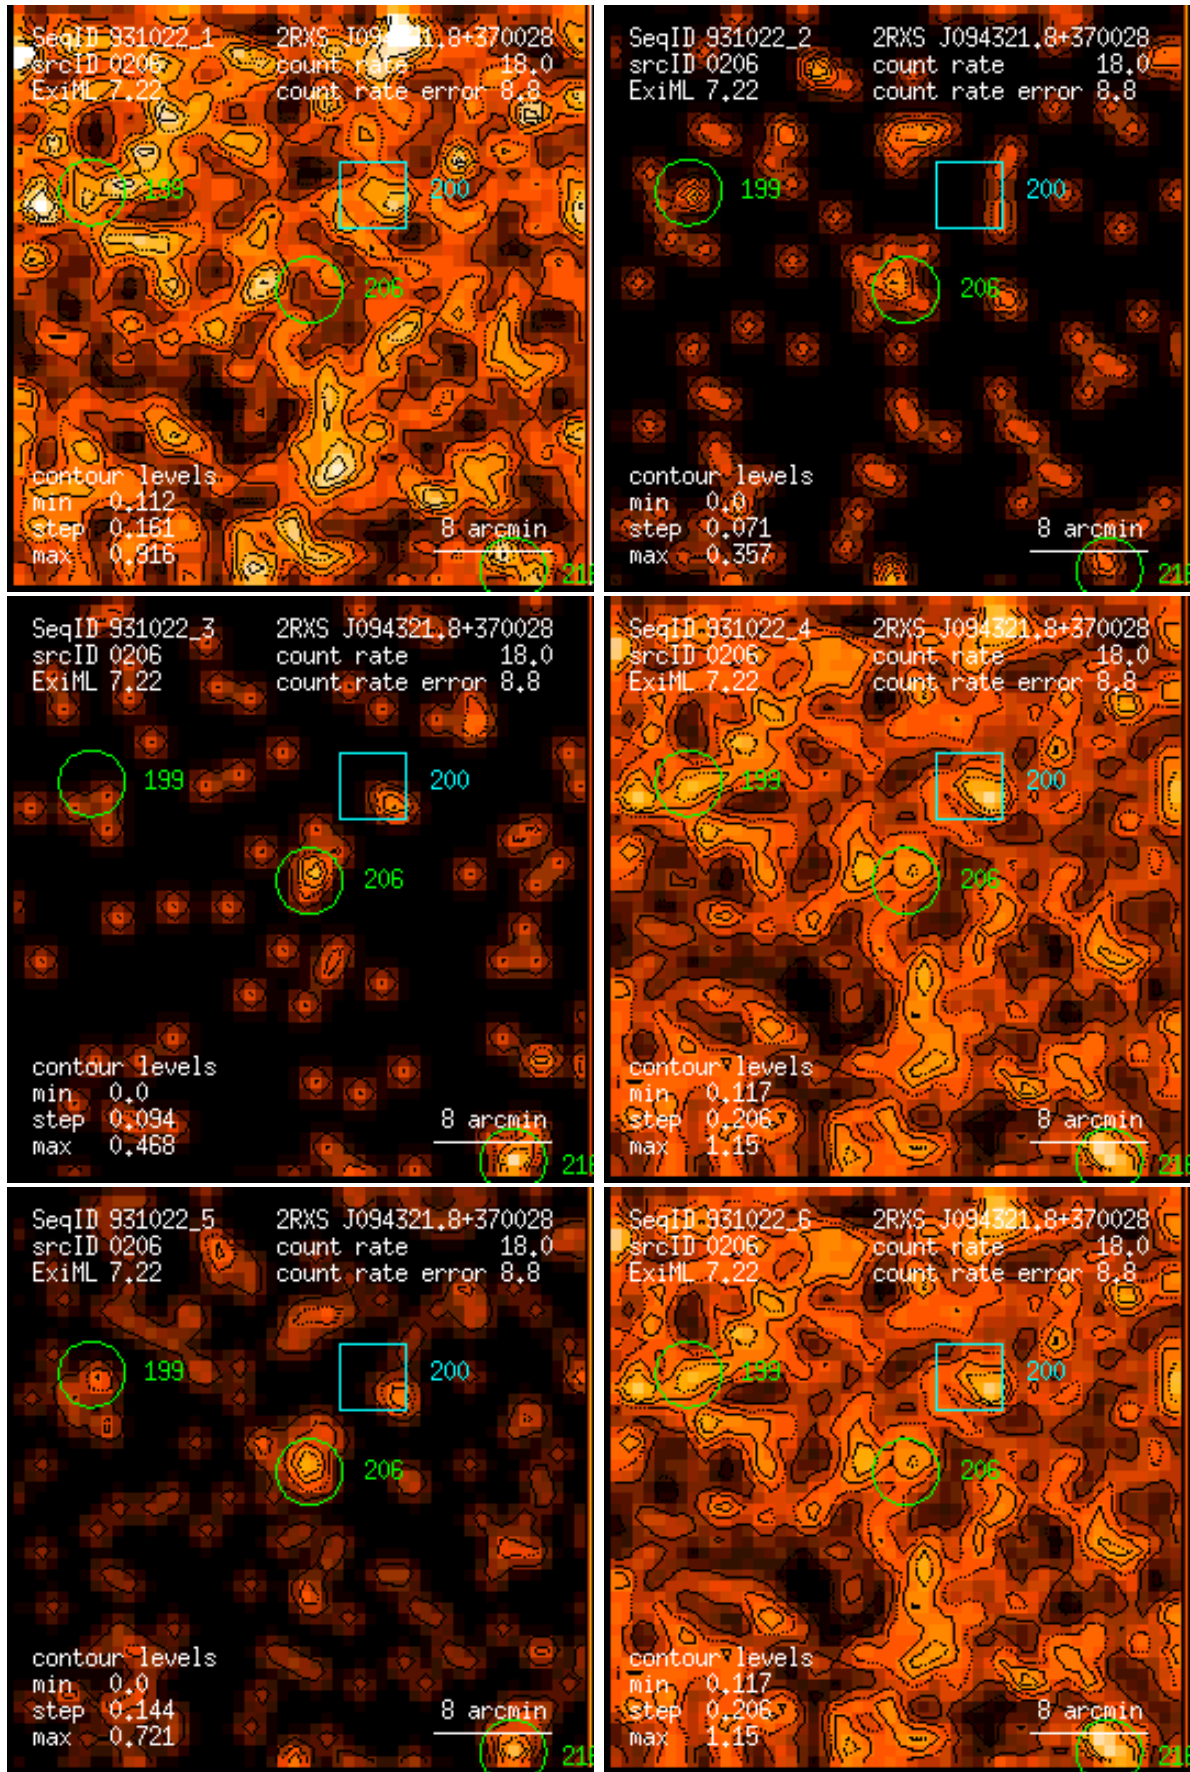 SeqID 931022_1 2RXS J094321.8+370028
srcID 0206 count rate 18.0
ExiML 7.22 count rate error 8.8
199
200
206
contour levels
min 0.112
step 0.161
max 0.916
8 arcmin
SeqID 931022_2 2RXS J094321.8+370028
srcID 0206 count rate 18.0
ExiML 7.22 count rate error 8.8
199
200
206
contour levels
min 0.0
step 0.071
max 0.357
8 arcmin
SeqID 931022_3 2RXS J094321.8+370028
srcID 0206 count rate 18.0
ExiML 7.22 count rate error 8.8
199
200
206
contour levels
min 0.0
step 0.094
max 0.468
8 arcmin
SeqID 931022_4 2RXS J094321.8+370028
srcID 0206 count rate 18.0
ExiML 7.22 count rate error 8.8
199
200
206
contour levels
min 0.117
step 0.206
max 1.15
8 arcmin
SeqID 931022_5 2RXS J094321.8+370028
srcID 0206 count rate 18.0
ExiML 7.22 count rate error 8.8
199
200
206
contour levels
min 0.0
step 0.144
max 0.721
8 arcmin
SeqID 931022_6 2RXS J094321.8+370028
srcID 0206 count rate 18.0
ExiML 7.22 count rate error 8.8
199
200
206
contour levels
min 0.117
step 0.206
max 1.15
8 arcmin